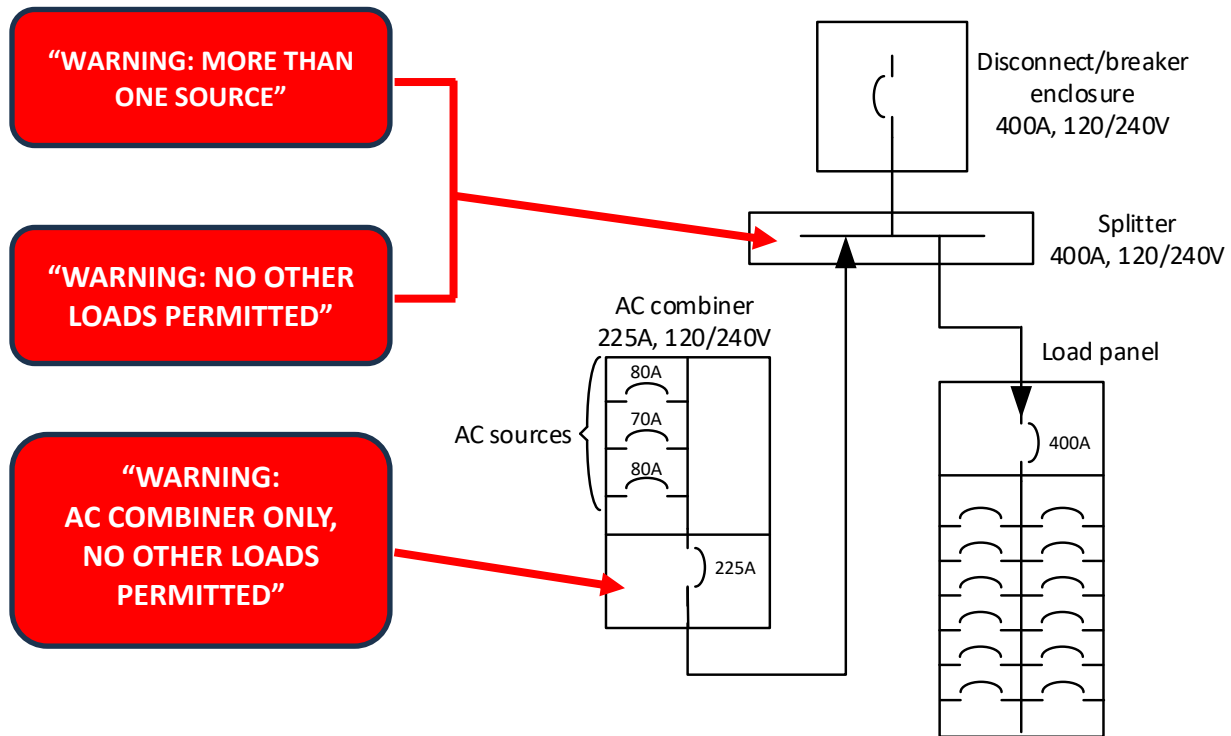 “WARNING: MORE THAN
ONE SOURCE”
“WARNING: NO OTHER
LOADS PERMITTED”
“WARNING:
AC COMBINER ONLY,
NO OTHER LOADS
PERMITTED”
Disconnect/breaker
enclosure
400A, 120/240V
Splitter
400A, 120/240V
AC combiner
225A, 120/240V
80A
70A
80A
AC sources
225A
Load panel
400A